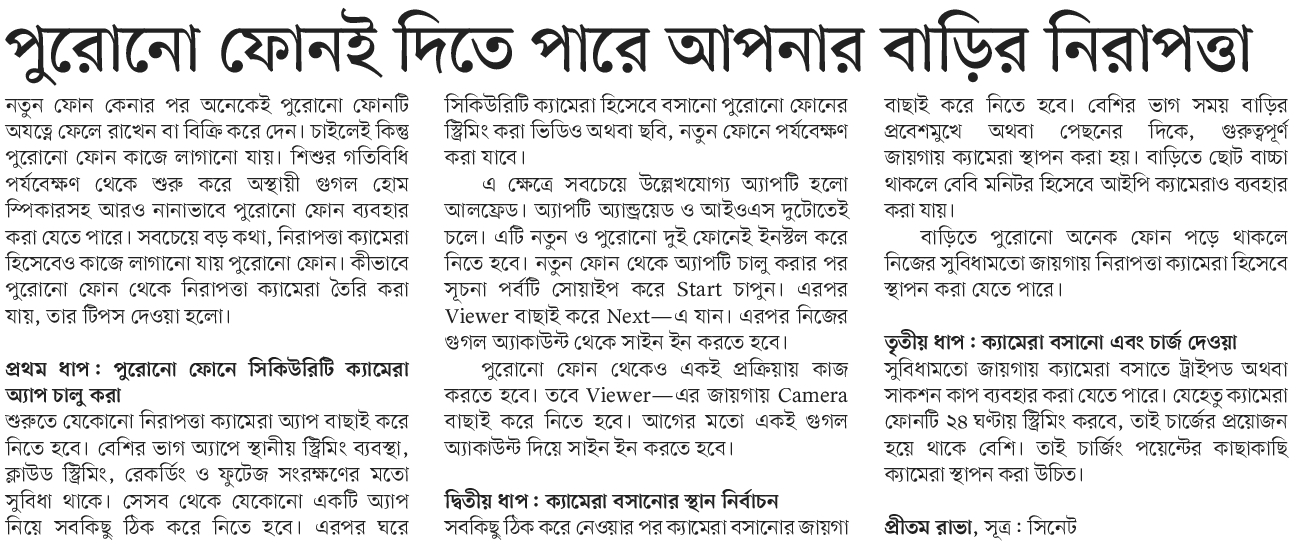 পুরোনো ফোনই দিতে পারে আপনার বাড়ির নিরাপত্তা
নতুন ফোন কেনার পর অনেকেই পুরোনো ফোনটি
অযত্নে ফেলে রাখেন বা বিক্রি করে দেন। চাইলেই কিন্তু
পুরোনো ফোন কাজে লাগানো যায়। শিশুর গতিবিধি
পর্যবেক্ষণ থেকে শুরু করে অস্থায়ী গুগল হোম
স্পিকারসহ আরও নানাভাবে পুরোনো ফোন ব্যবহার
করা যেতে পারে। সবচেয়ে বড় কথা, নিরাপত্তা ক্যামেরা
হিসেবেও কাজে লাগানো যায় পুরোনো ফোন। কীভাবে
পুরোনো ফোন থেকে নিরাপত্তা ক্যামেরা তৈরি করা
যায়, তার টিপস দেওয়া হলো।
প্রথম ধাপ : পুরোনো ফোনে সিকিউরিটি ক্যামেরা
অ্যাপ চালু করা
শুরুতে যেকোনো নিরাপত্তা ক্যামেরা অ্যাপ বাছাই করে
নিতে হবে। বেশির ভাগ অ্যাপে স্থানীয় স্ট্রিমিং ব্যবস্থা,
ক্লাউড স্ট্রিমিং, রেকর্ডিং ও ফুটেজ সংরক্ষণের মতো
সুবিধা থাকে। সেসব থেকে যেকোনো একটি অ্যাপ
নিয়ে সবকিছু ঠিক করে নিতে হবে। এরপর ঘরে
সিকিউরিটি ক্যামেরা হিসেবে বসানো পুরোনো ফোনের
স্ট্রিমিং করা ভিডিও অথবা ছবি, নতুন ফোনে পর্যবেক্ষণ
করা যাবে।
এ ক্ষেত্রে সবচেয়ে উল্লেখযোগ্য অ্যাপটি হলো
আলফ্রেড। অ্যাপটি অ্যান্ড্রয়েড ও আইওএস দুটোতেই
চলে। এটি নতুন ও পুরোনো দুই ফোনেই ইনস্টল করে
নিতে হবে। নতুন ফোন থেকে অ্যাপটি চালু করার পর
সূচনা পর্বটি সোয়াইপ করে Start চাপুন। এরপর
Viewer বাছাই করে Next—এ যান। এরপর নিজের
গুগল অ্যাকাউন্ট থেকে সাইন ইন করতে হবে।
পুরোনো ফোন থেকেও একই প্রক্রিয়ায় কাজ
করতে হবে। তবে Viewer—এর জায়গায় Camera
বাছাই করে নিতে হবে। আগের মতো একই গুগল
অ্যাকাউন্ট দিয়ে সাইন ইন করতে হবে।
দ্বিতীয় ধাপ : ক্যামেরা বসানোর স্থান নির্বাচন
সবকিছু ঠিক করে নেওয়ার পর ক্যামেরা বসানোর জায়গা
বাছাই করে নিতে হবে। বেশির ভাগ সময় বাড়ির
প্রবেশমুখে অথবা পেছনের দিকে, গুরুত্বপূর্ণ
জায়গায় ক্যামেরা স্থাপন করা হয়। বাড়িতে ছোট বাচ্চা
থাকলে বেবি মনিটর হিসেবে আইপি ক্যামেরাও ব্যবহার
করা যায়।
বাড়িতে পুরোনো অনেক ফোন পড়ে থাকলে
নিজের সুবিধামতো জায়গায় নিরাপত্তা ক্যামেরা হিসেবে
স্থাপন করা যেতে পারে।
তৃতীয় ধাপ : ক্যামেরা বসানো এবং চার্জ দেওয়া
সুবিধামতো জায়গায় ক্যামেরা বসাতে ট্রাইপড অথবা
সাকশন কাপ ব্যবহার করা যেতে পারে। যেহেতু ক্যামেরা
ফোনটি ২৪ ঘণ্টায় স্ট্রিমিং করবে, তাই চার্জের প্রয়োজন
হয়ে থাকে বেশি। তাই চার্জিং পয়েন্টের কাছাকাছি
ক্যামেরা স্থাপন করা উচিত।
প্রীতম রাভা, সূত্র : সিনেট